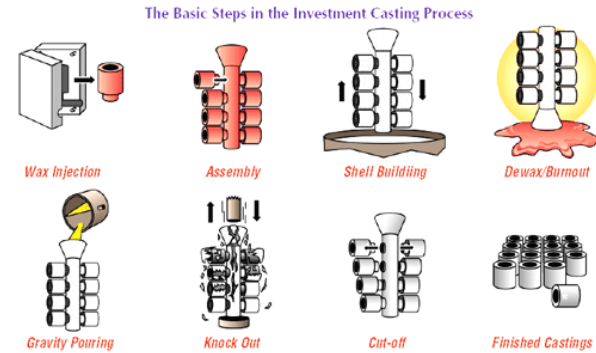 The Basic Steps in the Investment Casting Process
Wax Injection
Assembly
Shell Buildiing
Dewax/Burnout
Gravity Pouring
Knock Out
Cut-off
Finished Castings